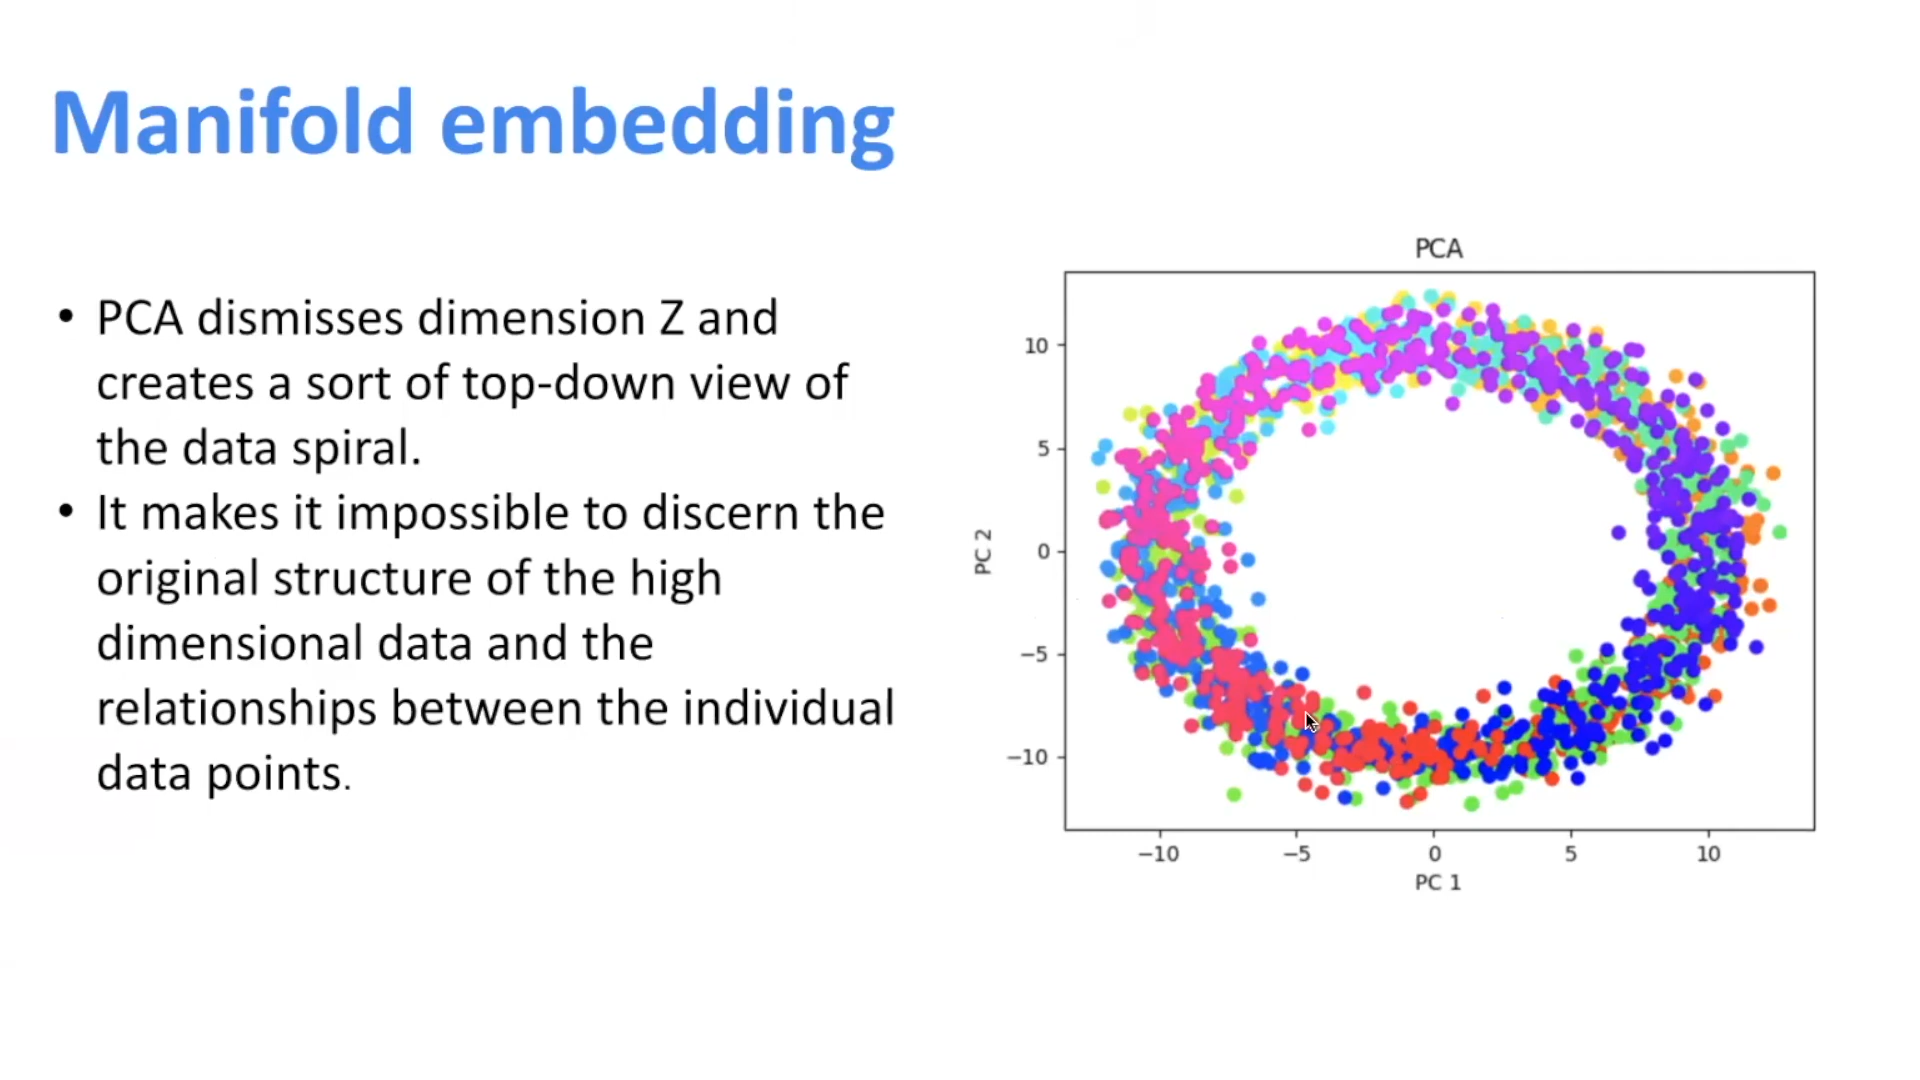 Manifold embedding
• PCA dismisses dimension Z and
creates a sort of top-down view of
the data spiral.
• It makes it impossible to discern the
original structure of the high
dimensional data and the
relationships between the individual
data points.
PCA
PC 2
10
5
0
−5
−10
−10 −5 0 5 10
PC 1